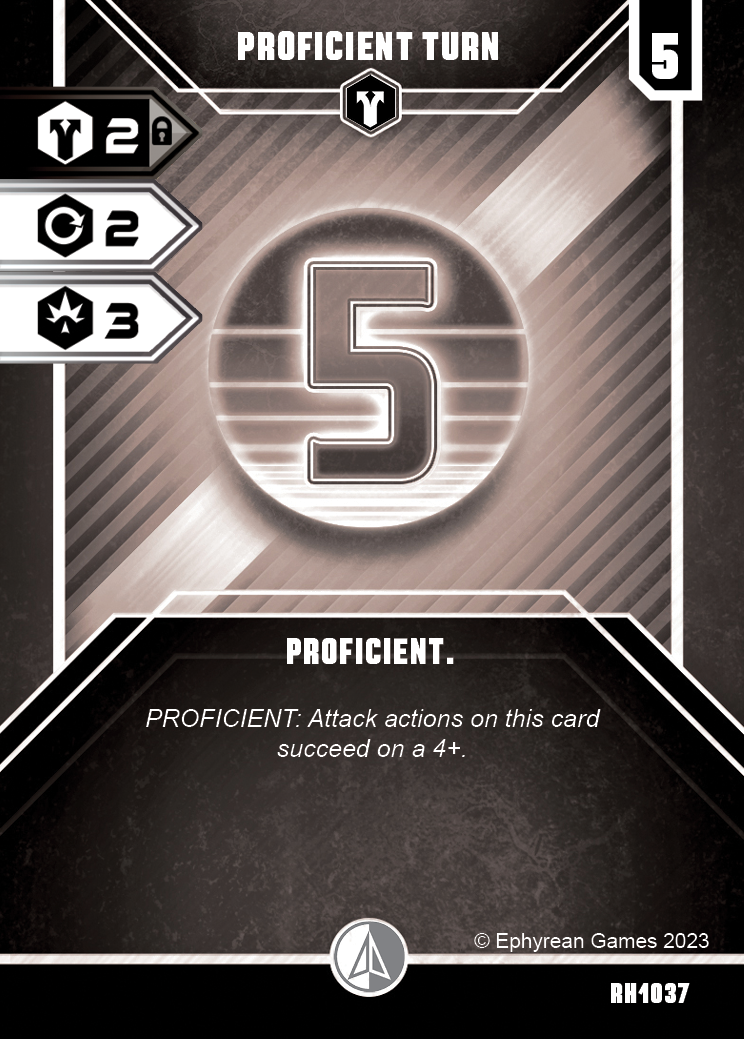 PROFICIENT TURN
5
2
2
3
5
PROFICIENT.
PROFICIENT: Attack actions on this card
succeed on a 4+.
© Ephyrean Games 2023
RH1037